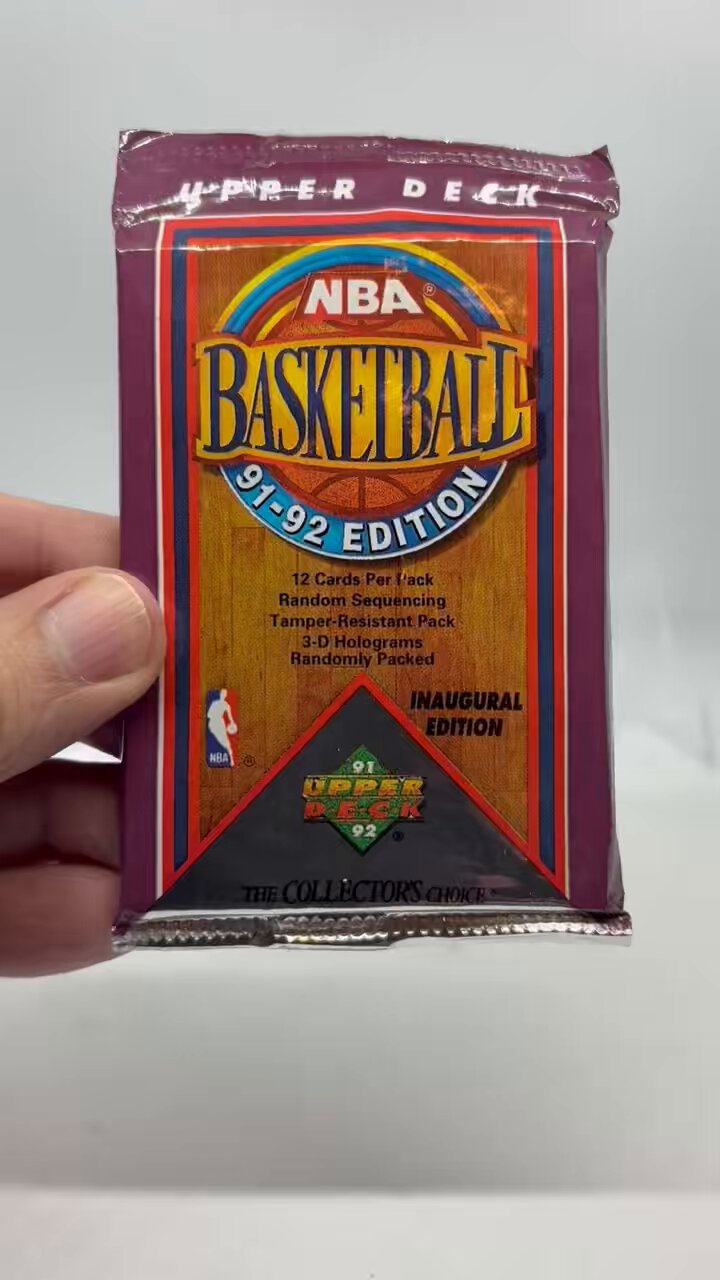 UPPER DECK
NBA®
BASKETBALL
91-92 EDITION
12 Cards Per Pack
Random Sequencing
Tamper-Resistant Pack
3-D Holograms
Randomly Packed
INAUGURAL
EDITION
NBA ®
91
UPPER
DECK
92 ®
THE COLLECTOR'S CHOICE